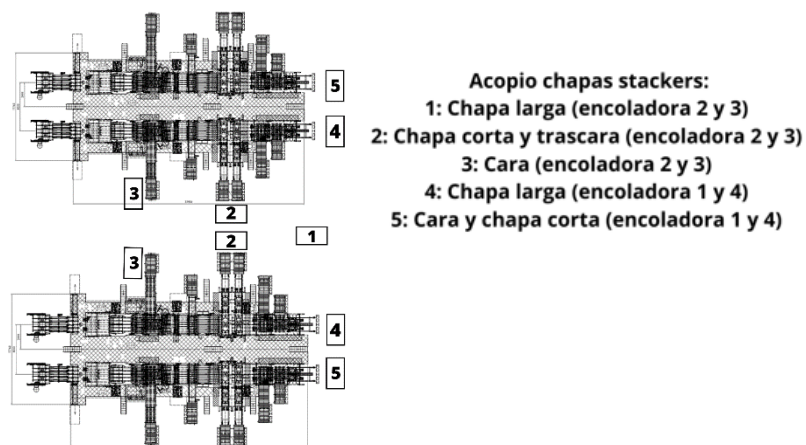 Acopio chapas stackers:
1: Chapa larga (encoladora 2 y 3)
2: Chapa corta y trascara (encoladora 2 y 3)
3: Cara (encoladora 2 y 3)
4: Chapa larga (encoladora 1 y 4)
5: Cara y chapa corta (encoladora 1 y 4)
5
4
3
2
2
1
3
4
5